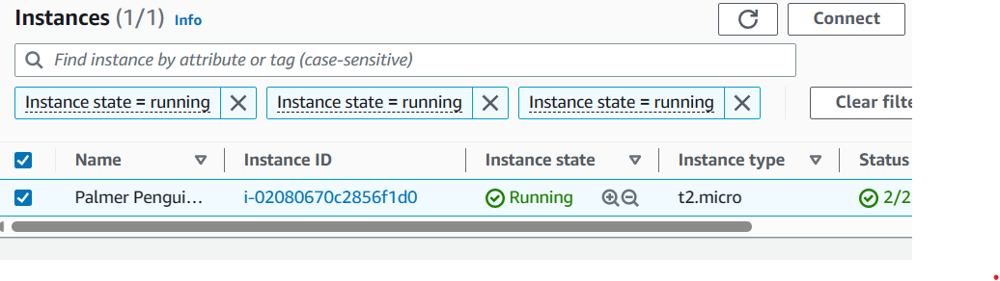 Instances (1/1) Info
Connect
Find instance by attribute or tag (case-sensitive)
Instance state = running Instance state = running Instance state = running Clear filte
Name Instance ID Instance state Instance type Status
Palmer Pengui... i-02080670c2856f1d0 Running t2.micro 2/2